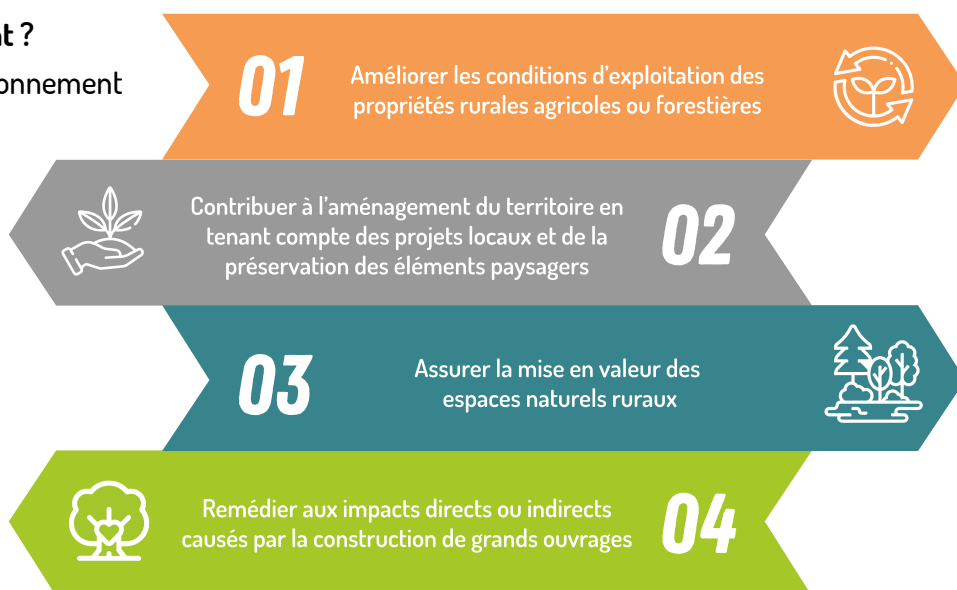 t ?
onnement
01
Améliorer les conditions d’exploitation des
propriétés rurales agricoles ou forestières
Contribuer à l’aménagement du territoire en
tenant compte des projets locaux et de la
préservation des éléments paysagers
02
03
Assurer la mise en valeur des
espaces naturels ruraux
Remédier aux impacts directs ou indirects
causés par la construction de grands ouvrages
04